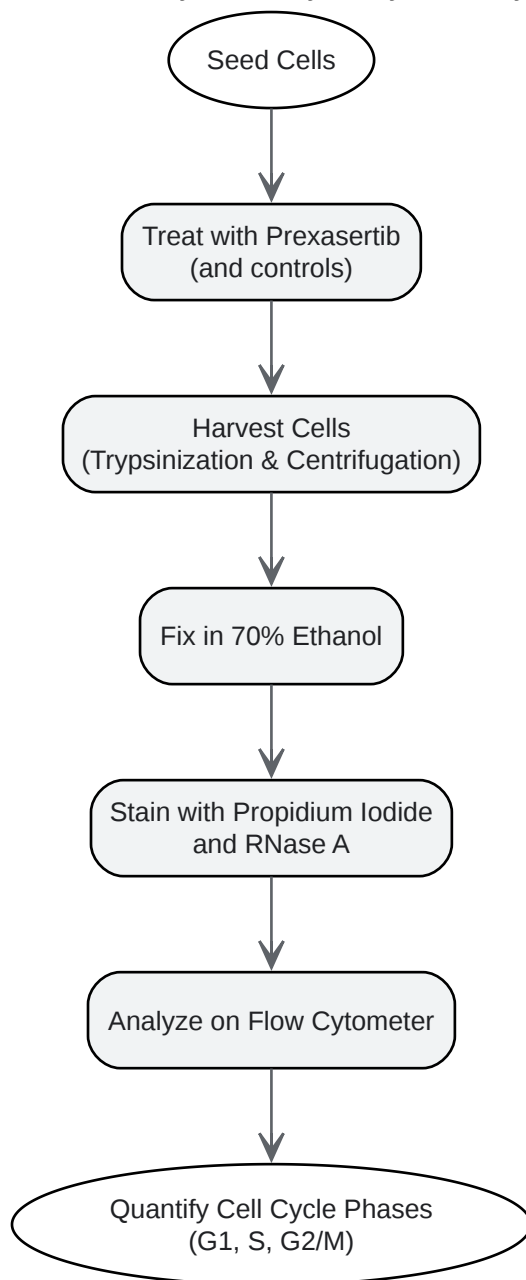 Seed Cells
Treat with Prexasertib
(and controls)
Harvest Cells
(Trypsinization & Centrifugation)
Fix in 70% Ethanol
Stain with Propidium Iodide
and RNase A
Analyze on Flow Cytometer
Quantify Cell Cycle Phases
(G1, S, G2/M)